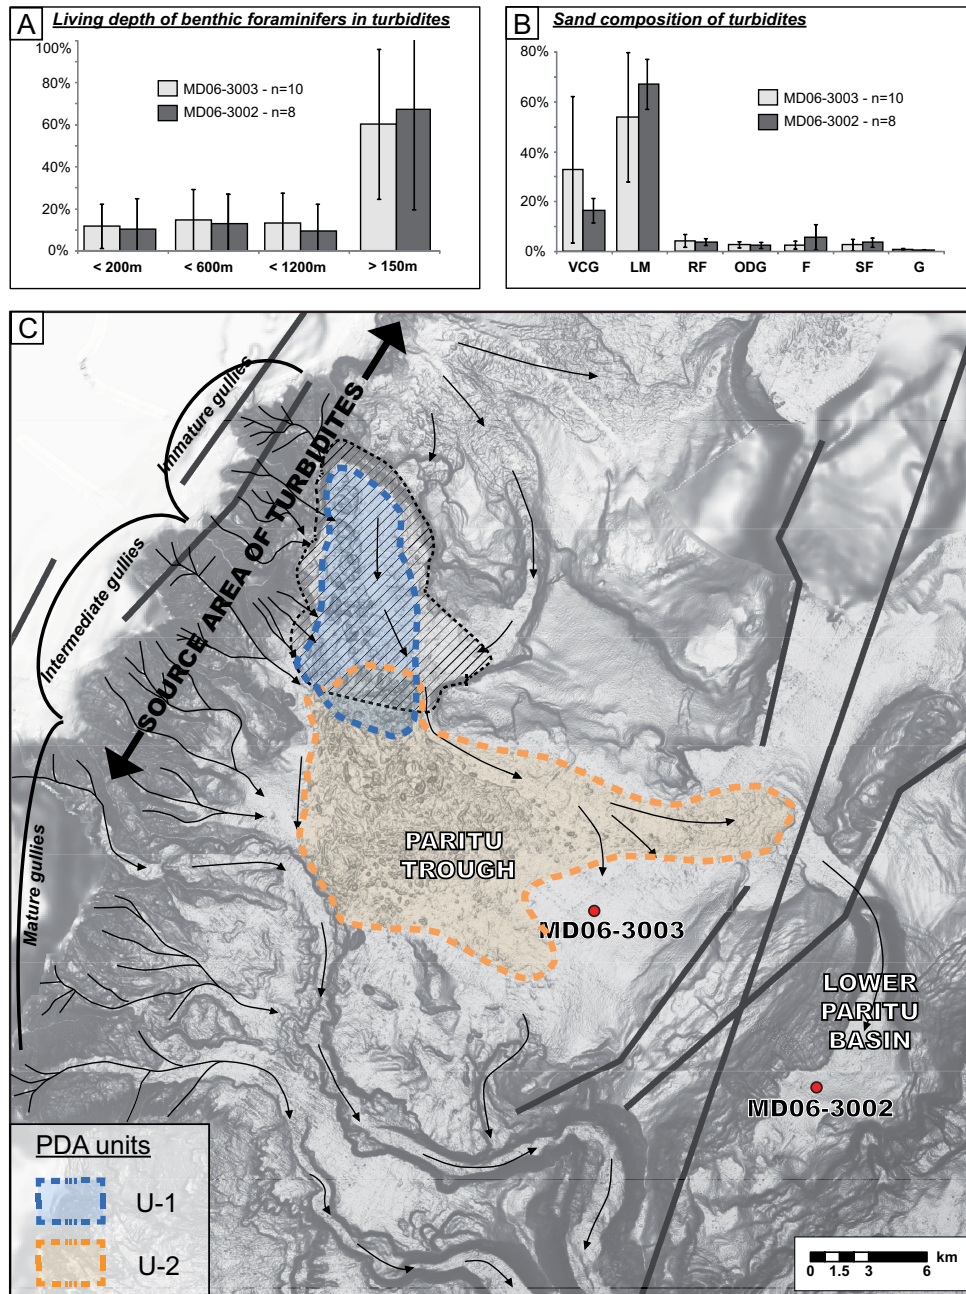 A
Living depth of benthic foraminifers in turbidites
100%
80%
60%
40%
20%
0%
MD06-3003 - n=10
MD06-3002 - n=8
< 200m
< 600m
< 1200m
> 150m
B
Sand composition of turbidites
80%
60%
40%
20%
0%
MD06-3003 - n=10
MD06-3002 - n=8
VCG
LM
RF
ODG
F
SF
G
C
Immature gullies
Intermediate gullies
Mature gullies
SOURCE AREA OF TURBIDITES
PARITU
TROUGH
MD06-3003
LOWER
PARITU
BASIN
MD06-3002
PDA units
U-1
U-2
km
0 1.5 3 6